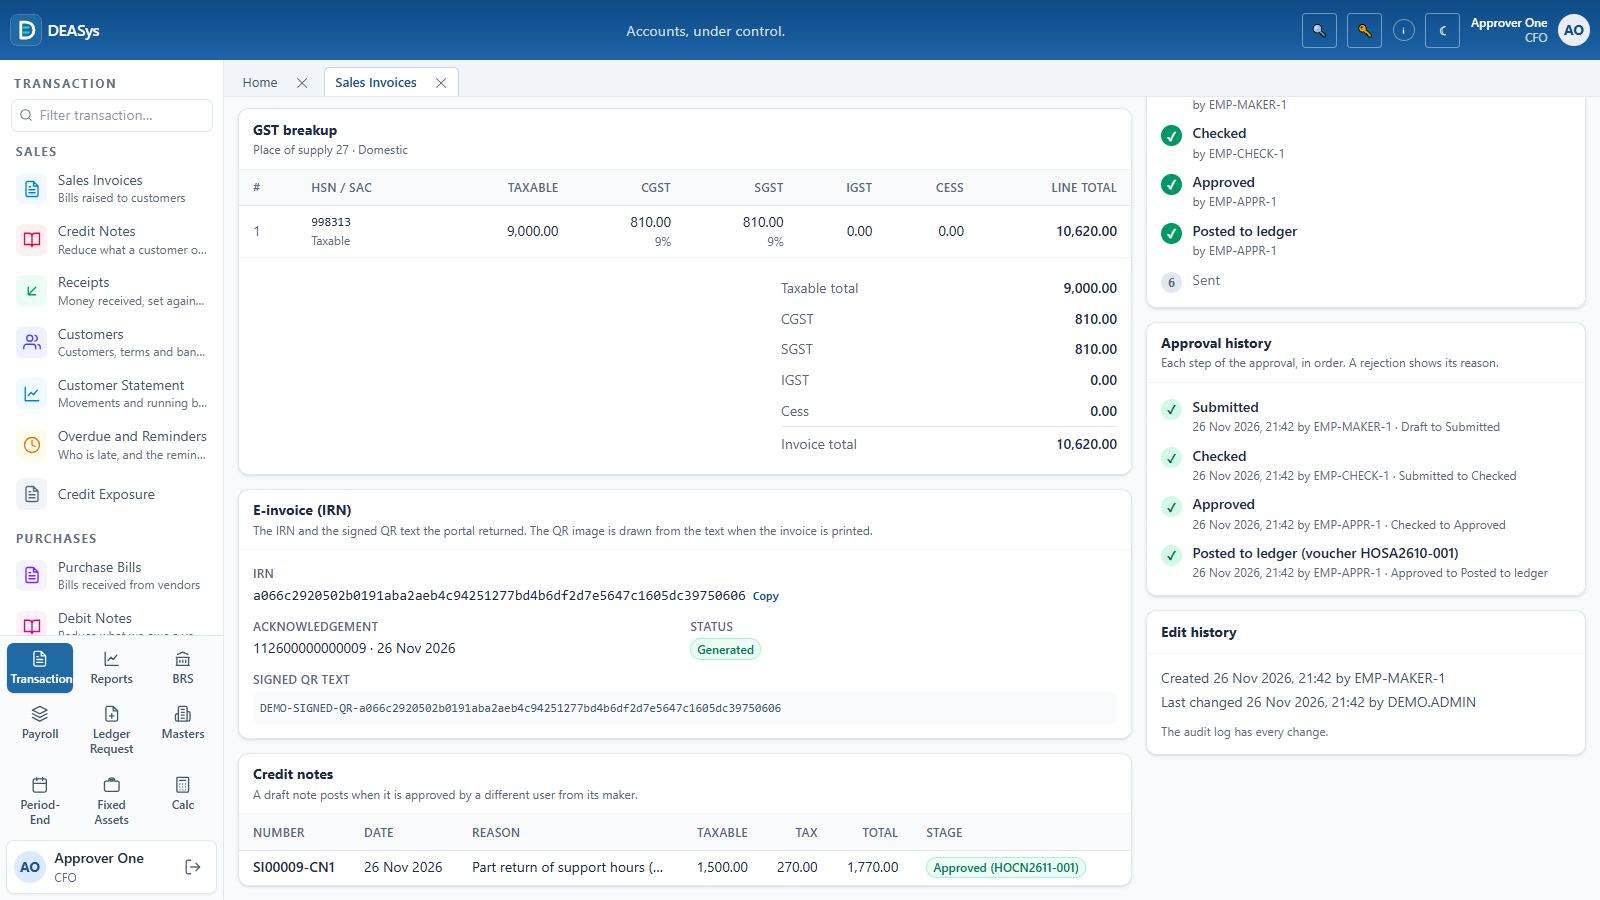 DEASys
Accounts, under control.
Approver One
CFO
AO
TRANSACTION
Filter transaction...
SALES
Sales Invoices
Bills raised to customers
Credit Notes
Reduce what a customer o...
Receipts
Money received, set again...
Customers
Customers, terms and ban...
Customer Statement
Movements and running b...
Overdue and Reminders
Who is late, and the remin...
Credit Exposure
PURCHASES
Purchase Bills
Bills received from vendors
Debit Notes
Transaction
Reports
BRS
Payroll
Ledger Request
Masters
Period-End
Fixed Assets
Calc
AO
Approver One
CFO
Home
Sales Invoices
GST breakup
Place of supply 27 · Domestic
# HSN / SAC TAXABLE CGST SGST IGST CESS LINE TOTAL
1 998313 9,000.00 810.00 810.00 0.00 0.00 10,620.00
Taxable 9% 9%
Taxable total 9,000.00
CGST 810.00
SGST 810.00
IGST 0.00
Cess 0.00
Invoice total 10,620.00
E-invoice (IRN)
The IRN and the signed QR text the portal returned. The QR image is drawn from the text when the invoice is printed.
IRN
a066c2920502b0191aba2aeb4c94251277bd4b6df2d7e5647c1605dc39750606 Copy
ACKNOWLEDGEMENT STATUS
112600000000009 · 26 Nov 2026 Generated
SIGNED QR TEXT
DEMO-SIGNED-QR-a066c2920502b0191aba2aeb4c94251277bd4b6df2d7e5647c1605dc39750606
Credit notes
A draft note posts when it is approved by a different user from its maker.
NUMBER DATE REASON TAXABLE TAX TOTAL STAGE
SI00009-CN1 26 Nov 2026 Part return of support hours (... 1,500.00 270.00 1,770.00 Approved (HOCN2611-001)
by EMP-MAKER-1
Checked
by EMP-CHECK-1
Approved
by EMP-APPR-1
Posted to ledger
by EMP-APPR-1
6 Sent
Approval history
Each step of the approval, in order. A rejection shows its reason.
Submitted
26 Nov 2026, 21:42 by EMP-MAKER-1 · Draft to Submitted
Checked
26 Nov 2026, 21:42 by EMP-CHECK-1 · Submitted to Checked
Approved
26 Nov 2026, 21:42 by EMP-APPR-1 · Checked to Approved
Posted to ledger (voucher HOSA2610-001)
26 Nov 2026, 21:42 by EMP-APPR-1 · Approved to Posted to ledger
Edit history
Created 26 Nov 2026, 21:42 by EMP-MAKER-1
Last changed 26 Nov 2026, 21:42 by DEMO.ADMIN
The audit log has every change.